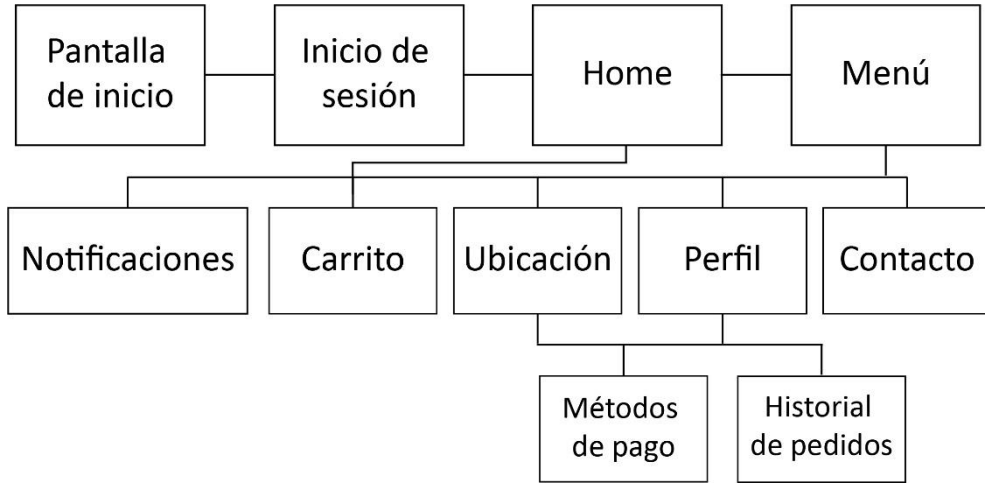 Pantalla
de inicio
Inicio de
sesión
Home
Menú
Notificaciones
Carrito
Ubicación
Perfil
Contacto
Métodos
de pago
Historial
de pedidos